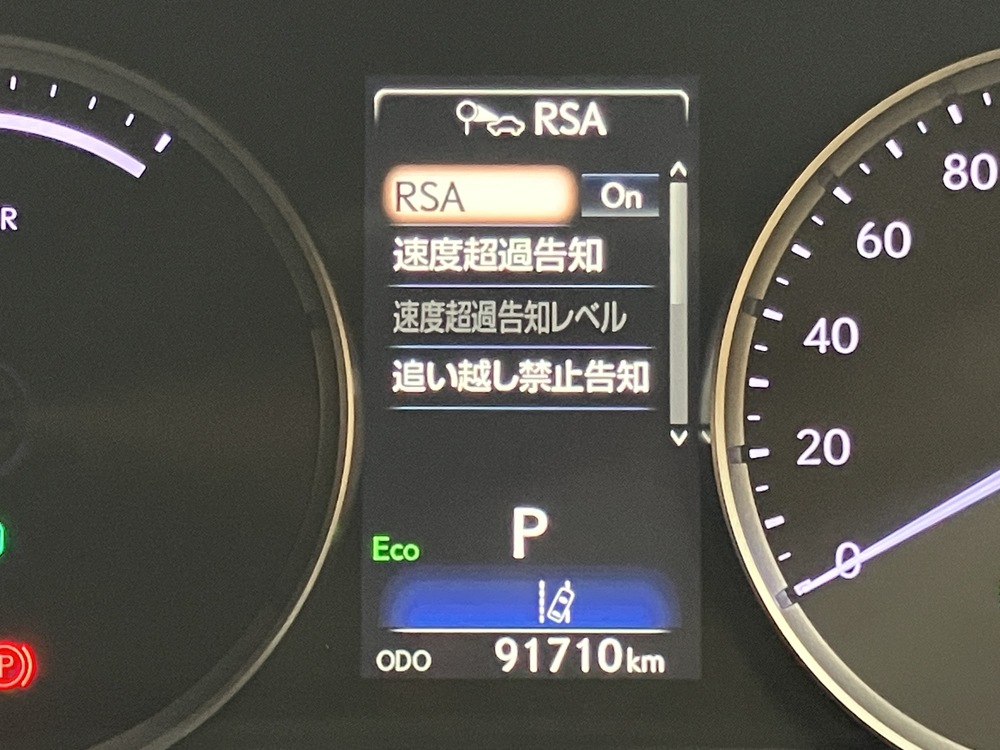 RSA
RSA On
速度超過告知
速度超過告知レベル
追い越し禁止告知
P
Eco
ODO 91710km
R
P
80
60
40
20
0